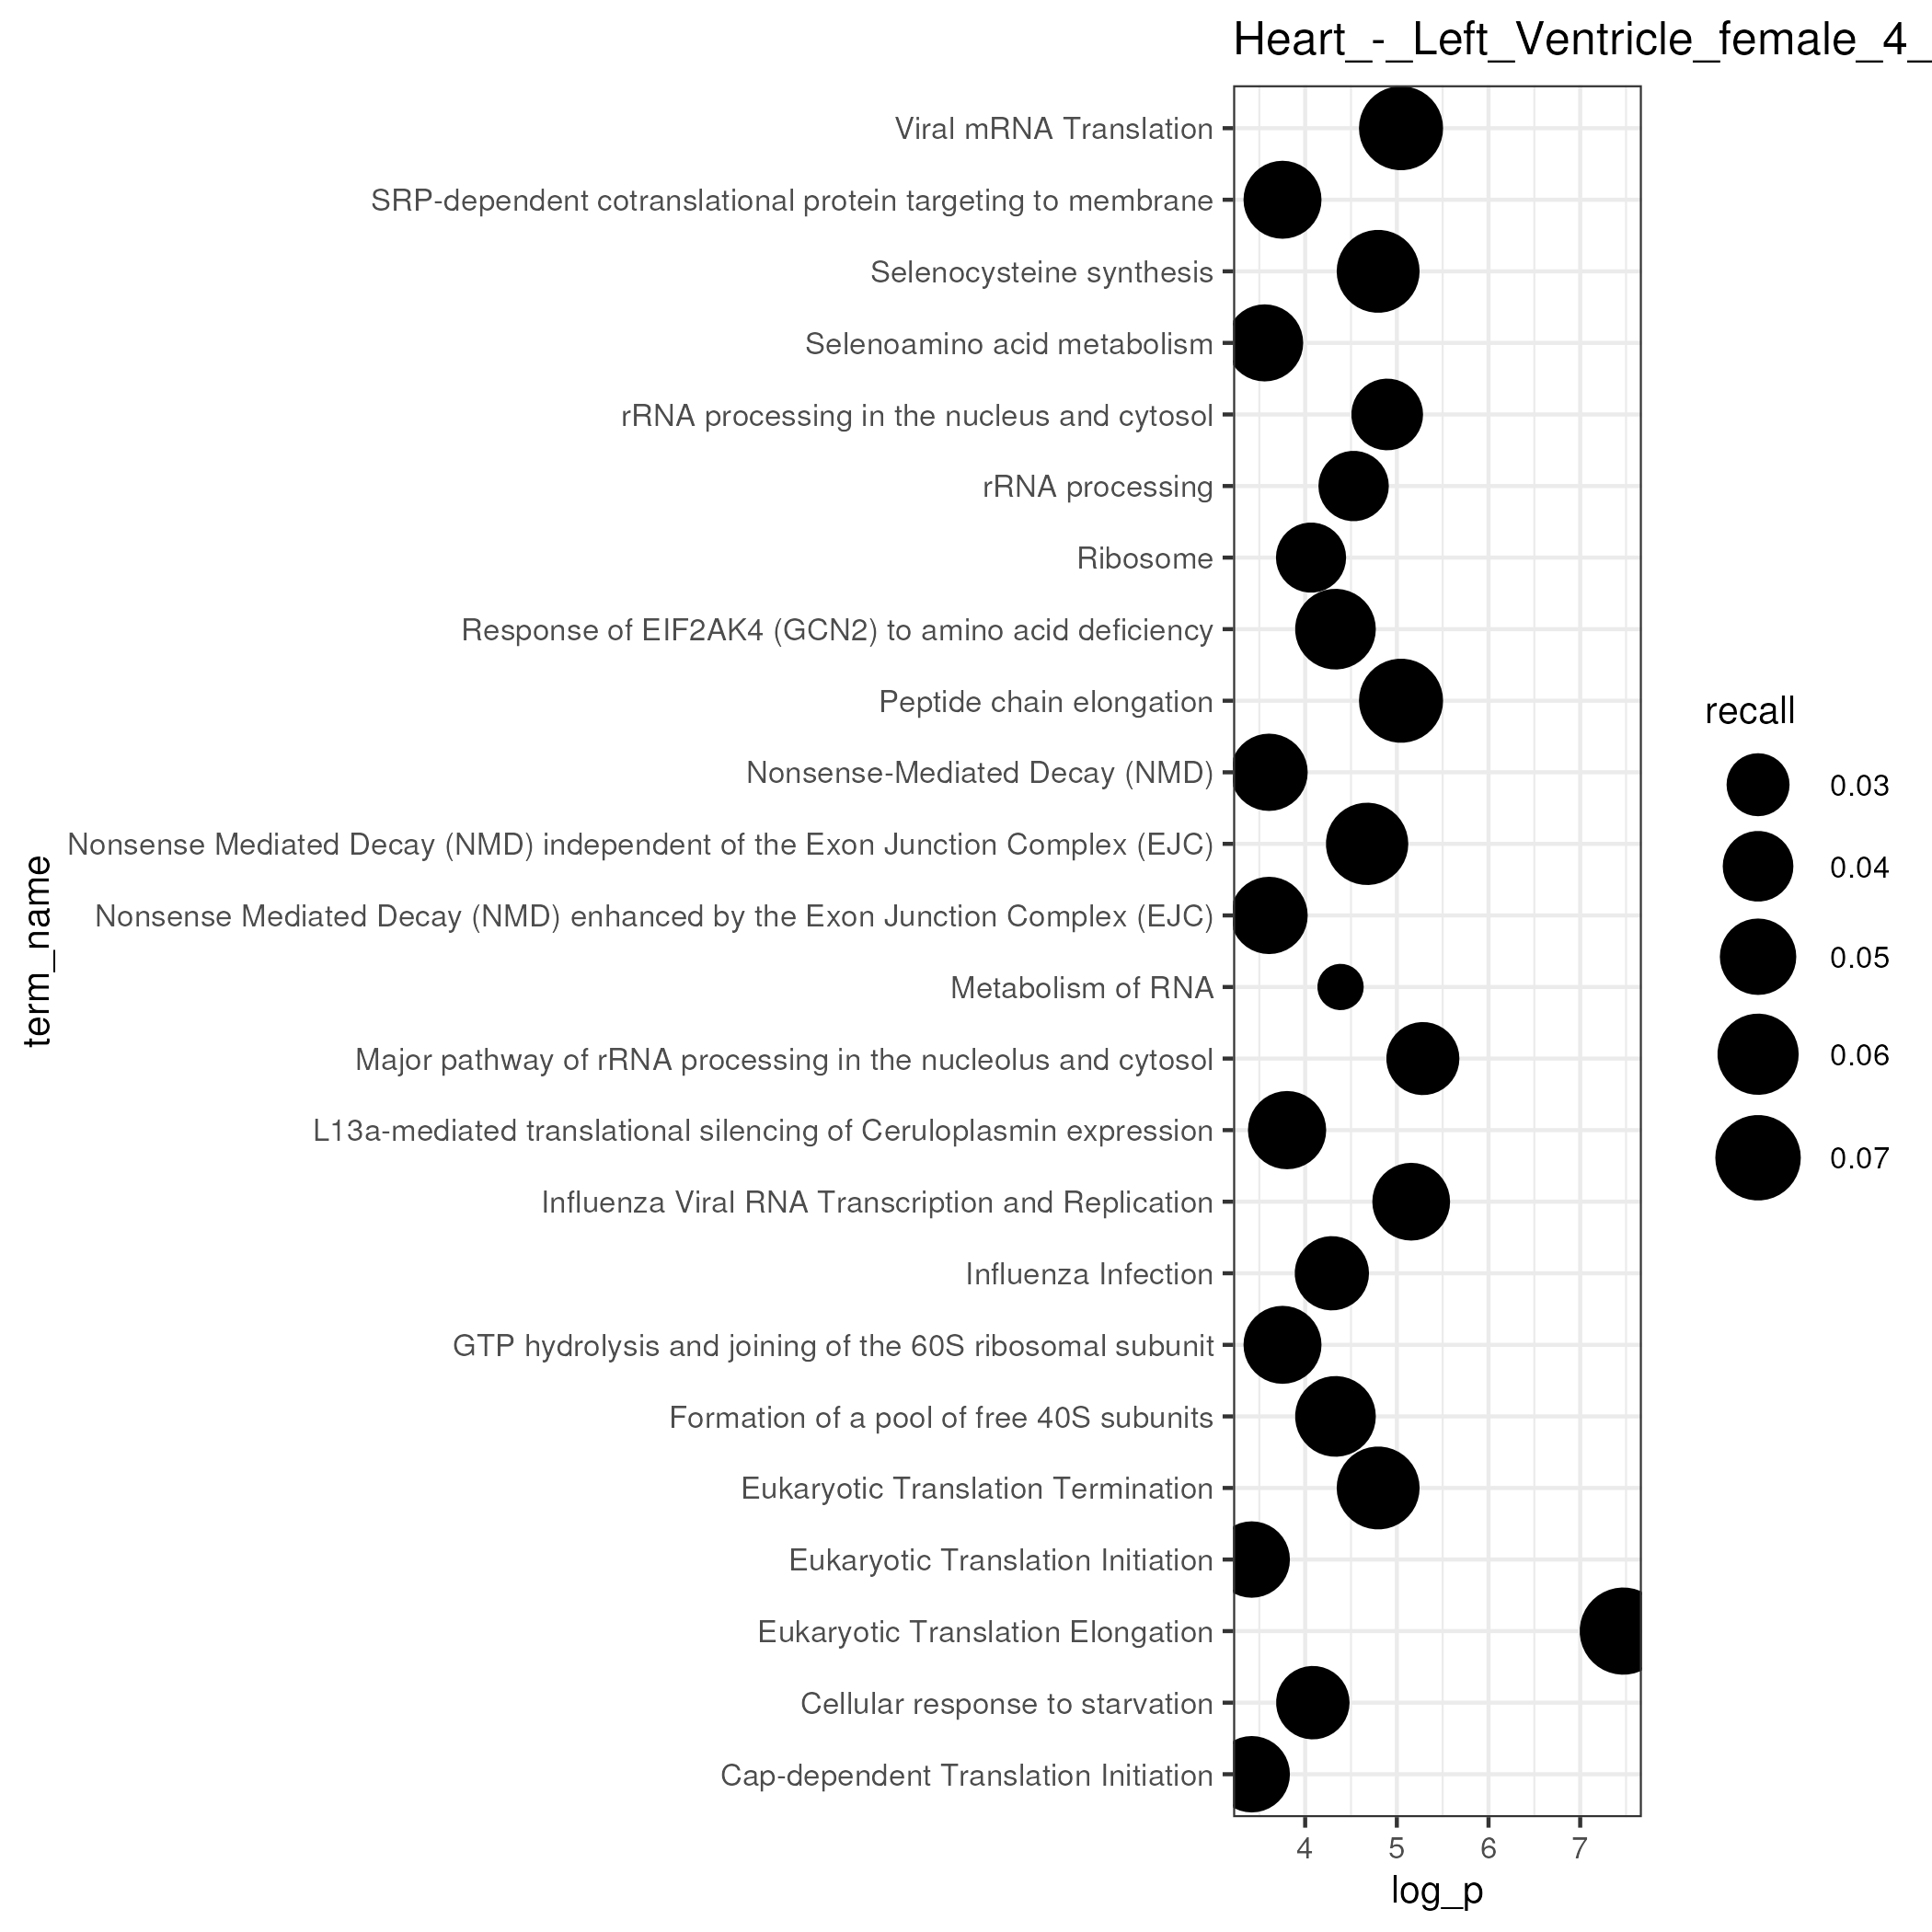 Heart_-_Left_Ventricle_female_4_
Viral mRNA Translation
SRP-dependent cotranslational protein targeting to membrane
Selenocysteine synthesis
Selenoamino acid metabolism
rRNA processing in the nucleus and cytosol
rRNA processing
Ribosome
Response of EIF2AK4 (GCN2) to amino acid deficiency
Peptide chain elongation
Nonsense-Mediated Decay (NMD)
Nonsense Mediated Decay (NMD) independent of the Exon Junction Complex (EJC)
Nonsense Mediated Decay (NMD) enhanced by the Exon Junction Complex (EJC)
Metabolism of RNA
Major pathway of rRNA processing in the nucleolus and cytosol
L13a-mediated translational silencing of Ceruloplasmin expression
Influenza Viral RNA Transcription and Replication
Influenza Infection
GTP hydrolysis and joining of the 60S ribosomal subunit
Formation of a pool of free 40S subunits
Eukaryotic Translation Termination
Eukaryotic Translation Initiation
Eukaryotic Translation Elongation
Cellular response to starvation
Cap-dependent Translation Initiation
term_name
4 5 6 7
log_p
recall
0.03
0.04
0.05
0.06
0.07